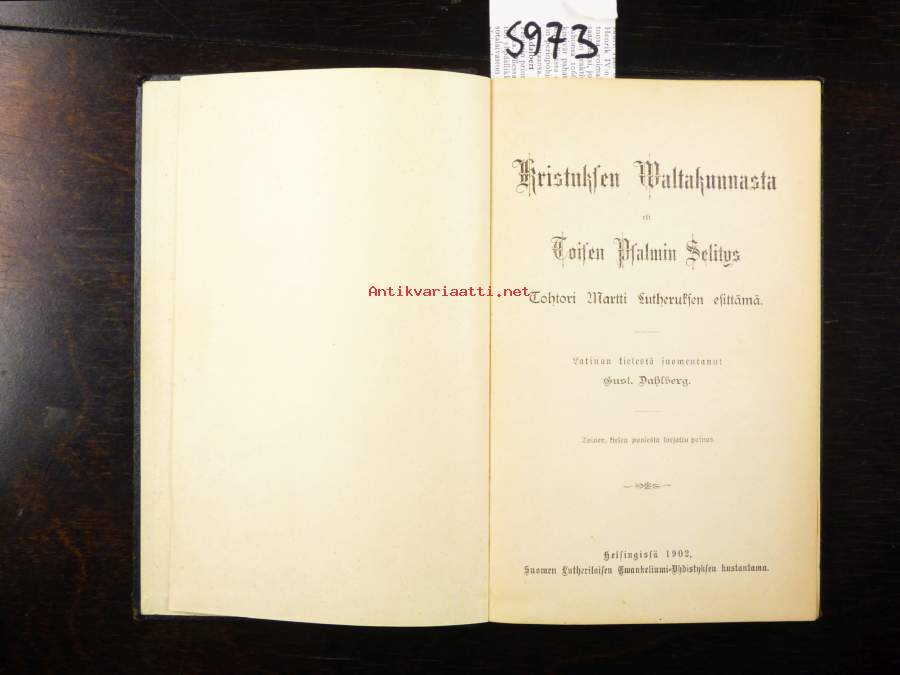 S973
Kristuksen Waltakunnasta
eli
Toisen Psalmin Selitys
Antikvariaatti.net
Tohtori Martti Lutheruksen esittämä.
Latinan kielestä suomentanut
Gust. Dahlberg.
Toinen, kielen puolesta korjattu painos.
Helsingissä 1902,
Suomen Lutherilaisen Ewankeliumi-Yhdistyksen kustantama.